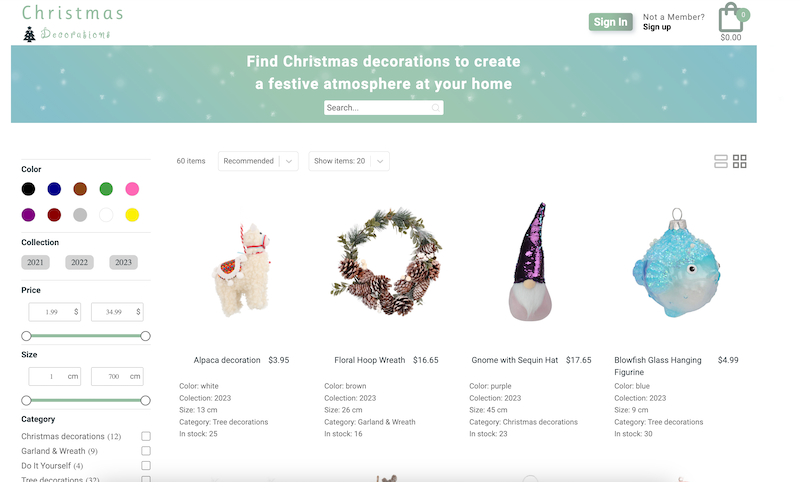 Christmas
Decorations
Sign In
Not a Member?
Sign up
0
$0.00
Find Christmas decorations to create
a festive atmosphere at your home
Search...
60 items
Recommended
Show items: 20
Color
Collection
2021 2022 2023
Price
1.99 $ 34.99 $
Size
1 cm 700 cm
Category
Christmas decorations (12)
Garland & Wreath (9)
Do It Yourself (4)
Tree decorations (32)
Alpaca decoration $3.95
Color: white
Colection: 2023
Size: 13 cm
Category: Tree decorations
In stock: 25
Floral Hoop Wreath $16.65
Color: brown
Colection: 2023
Size: 26 cm
Category: Garland & Wreath
In stock: 16
Gnome with Sequin Hat $17.65
Color: purple
Colection: 2023
Size: 45 cm
Category: Christmas decorations
In stock: 23
Blowfish Glass Hanging $4.99
Figurine
Color: blue
Colection: 2023
Size: 9 cm
Category: Tree decorations
In stock: 30